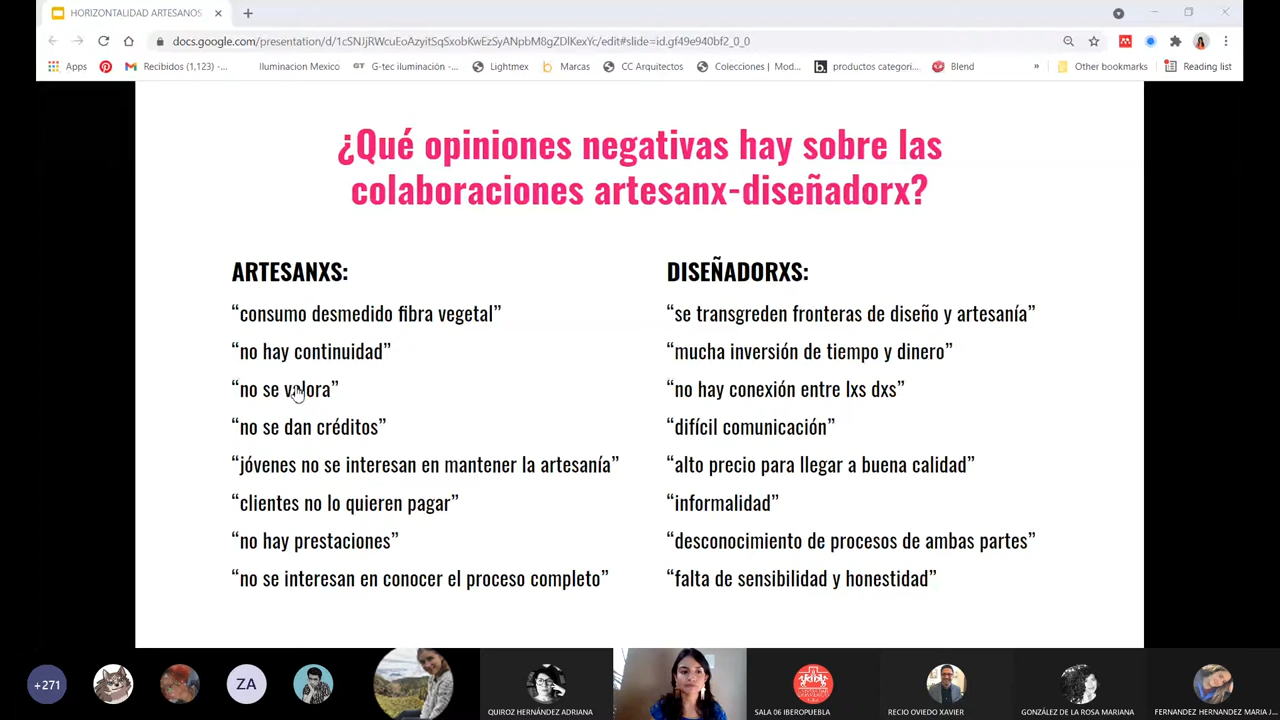 HORIZONTALIDAD ARTESANOS
docs.google.com/presentation/d/1cSNJjRWcuEoAzyitSqSxobKwEzSyANpbM8gZDlKexYc/edit#slide=id.gf49e940bf2_0_0
Apps
Recibidos (1,123) -...
Iluminacion Mexico
GT G-tec iluminación -...
Lightmex
Marcas
CC Arquitectos
Colecciones | Mod...
b. productos categori...
Blend
»
Other bookmarks
Reading list
¿Qué opiniones negativas hay sobre las
colaboraciones artesanx-diseñadorx?
ARTESANXS:
“consumo desmedido fibra vegetal”
“no hay continuidad”
“no se valora”
“no se dan créditos”
“jóvenes no se interesan en mantener la artesanía”
“clientes no lo quieren pagar”
“no hay prestaciones”
“no se interesan en conocer el proceso completo”
DISEÑADORXS:
“se transgreden fronteras de diseño y artesanía”
“mucha inversión de tiempo y dinero”
“no hay conexión entre lxs dxs”
“difícil comunicación”
“alto precio para llegar a buena calidad”
“informalidad”
“desconocimiento de procesos de ambas partes”
“falta de sensibilidad y honestidad”
+271
ZA
QUIROZ HERNÁNDEZ ADRIANA
SALA 06 IBEROPUEBLA
RECIO OVIEDO XAVIER
GONZÁLEZ DE LA ROSA MARIANA
FERNANDEZ HERNANDEZ MARIA J...